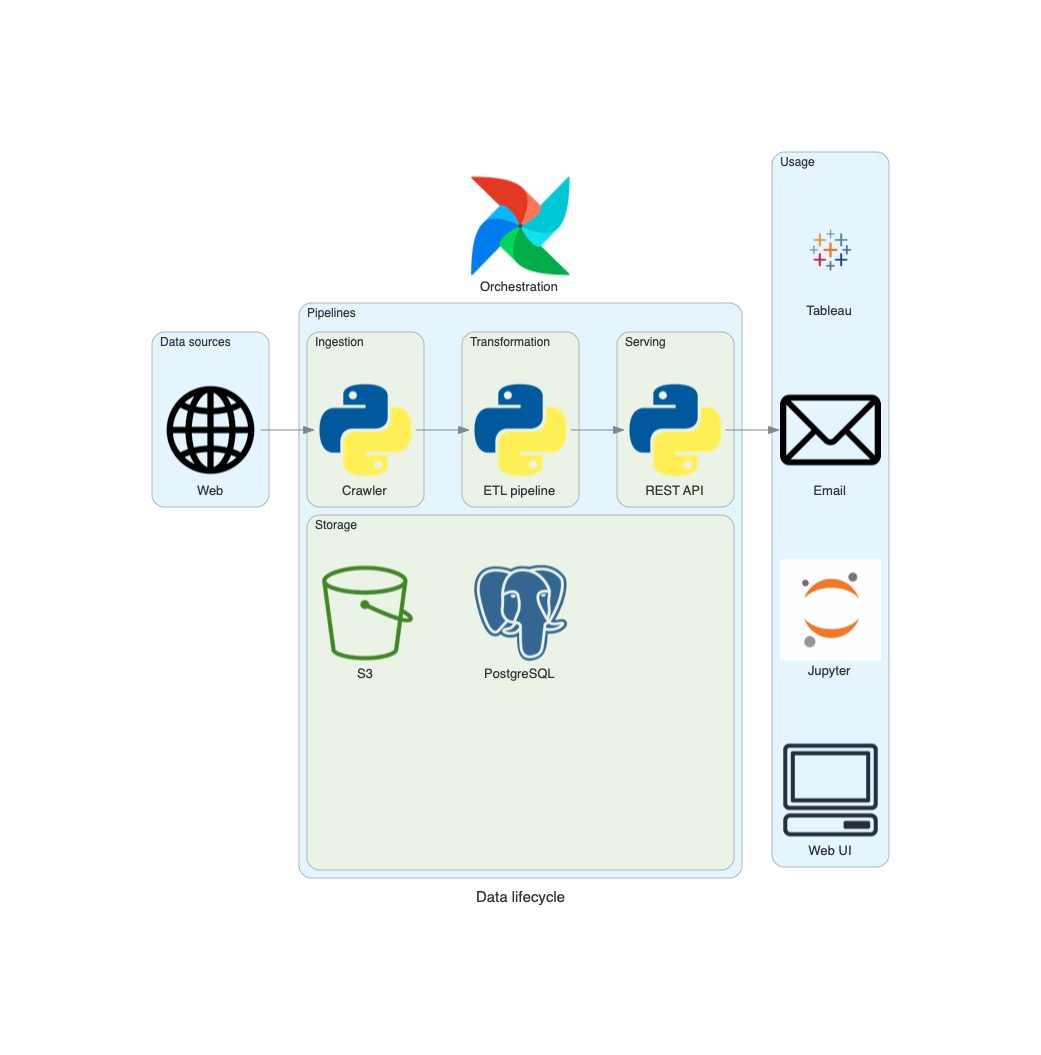 Usage
Tableau
Orchestration
Pipelines
Data sources
Ingestion
Transformation
Serving
Web
Crawler
ETL pipeline
REST API
Email
Storage
S3
PostgreSQL
Jupyter
Web UI
Data lifecycle